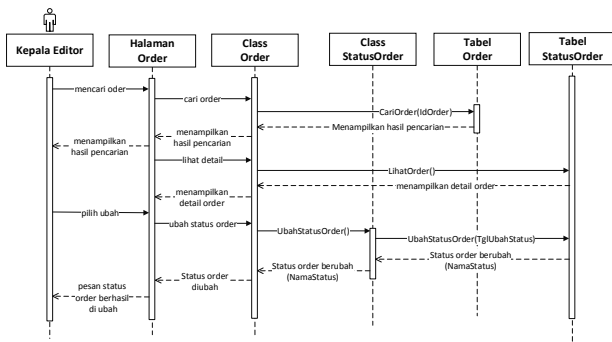 Kepala Editor
Halaman
Order
Class
Order
Class
StatusOrder
Tabel
Order
Tabel
StatusOrder
mencari oder
cari order
CariOrder(IdOrder)
Menampilkan hasil pencarian
menampilkan
hasil pencarian
menampilkan
hasil pencarian
lihat detail
LihatOrder()
menampilkan detail order
menampilkan
detail order
pilih ubah
ubah status order
UbahStatusOrder()
UbahStatusOrder(TglUbahStatus)
Status order berubah
(NamaStatus)
Status order berubah
(NamaStatus)
Status order
diubah
pesan status
order berhasil
di ubah